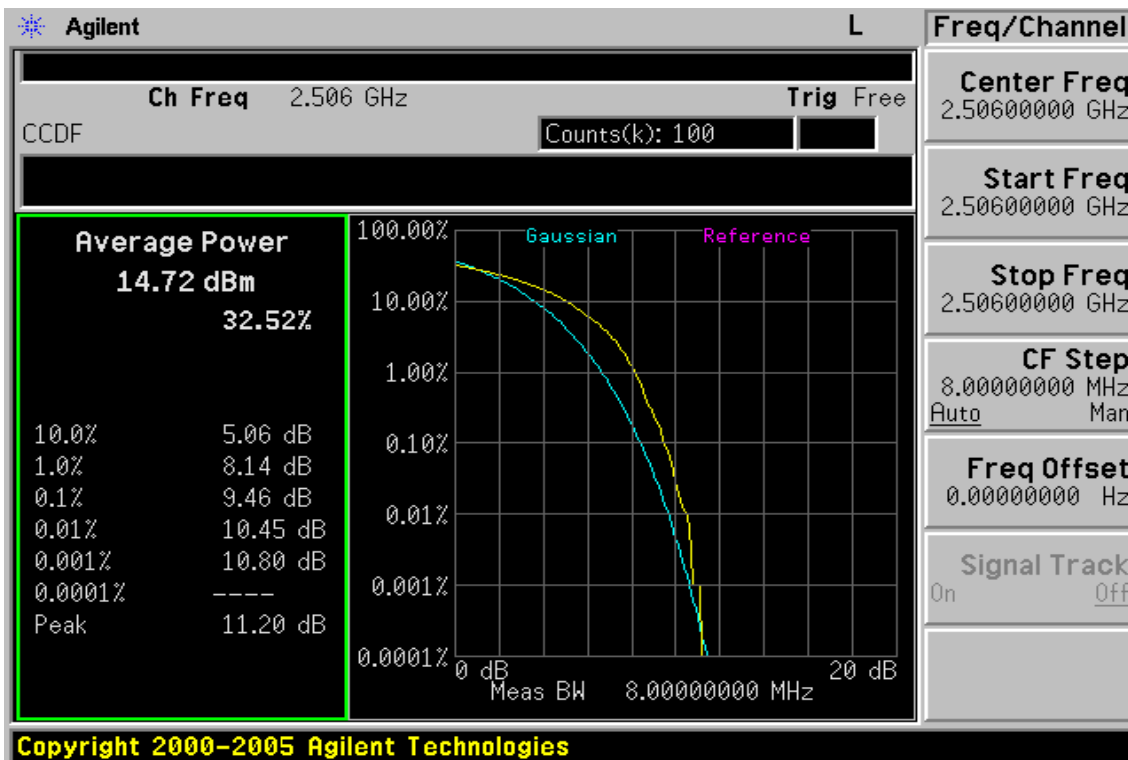 Agilent L
Ch Freq 2.506 GHz Trig Free
CCDF Counts(k): 100
Average Power
14.72 dBm
32.52%
10.0% 5.06 dB
1.0% 8.14 dB
0.1% 9.46 dB
0.01% 10.45 dB
0.001% 10.80 dB
0.0001% ----
Peak 11.20 dB
Gaussian Reference
100.00%
10.00%
1.00%
0.10%
0.01%
0.001%
0.0001%
0 dB 20 dB
Meas BW 8.00000000 MHz
Freq/Channel
Center Freq
2.50600000 GHz
Start Freq
2.50600000 GHz
Stop Freq
2.50600000 GHz
CF Step
8.00000000 MHz
Auto Man
Freq Offset
0.00000000 Hz
Signal Track
On Off
Copyright 2000-2005 Agilent Technologies